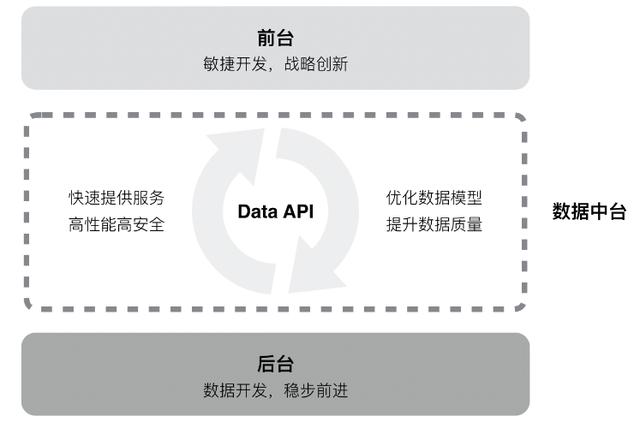 前台
敏捷开发，战略创新
快速提供服务
高性能高安全
Data API
优化数据模型
提升数据质量
数据中台
后台
数据开发，稳步前进